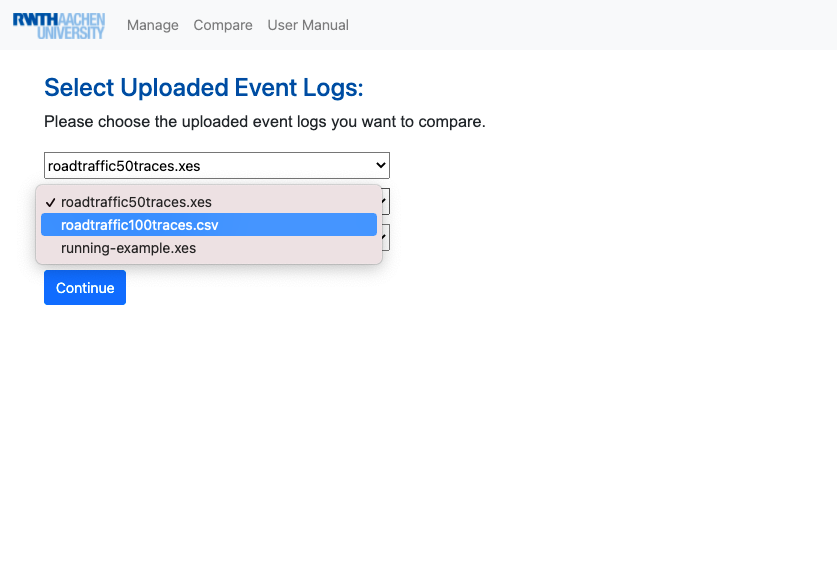 RWTHAACHEN
UNIVERSITY
Manage Compare User Manual
Select Uploaded Event Logs:
Please choose the uploaded event logs you want to compare.
roadtraffic50traces.xes
✓ roadtraffic50traces.xes
roadtraffic100traces.csv
running-example.xes
Continue